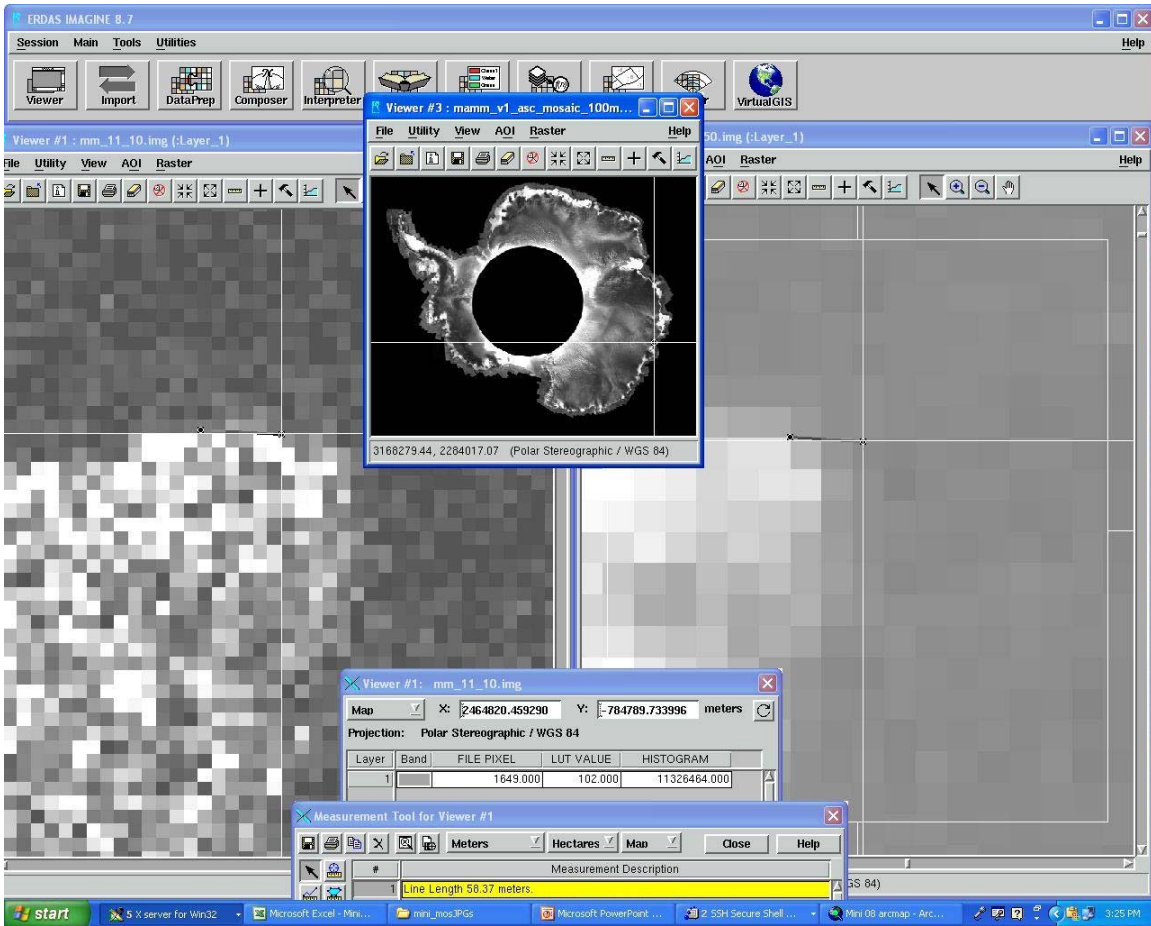 ERDAS IMAGINE 8.7
Session Main Tools Utilities Help
Viewer Import DataPrep Composer Interpreter VirtualGIS
Viewer #3 : mamm_v1_asc_mosaic_100m...
File Utility View AOI Raster Help
3168279.44, 2284017.07 (Polar Stereographic / WGS 84)
Viewer #1 : mm_11_10.img (:Layer_1)
File Utility View AOI Raster
50.img (:Layer_1)
AOI Raster Help
GS 84)
Viewer #1: mm_11_10.img
Map X: 2464820.459290 Y: -784789.733996 meters
Projection: Polar Stereographic / WGS 84
Layer Band FILE PIXEL LUT VALUE HISTOGRAM
1 1649.000 102.000 11326464.000
Measurement Tool for Viewer #1
Meters Hectares Map Close Help
# Measurement Description
1 Line Length 58.37 meters.
start 5 X server for Win32 Microsoft Excel - Mini... mini_mosJPGs Microsoft PowerPoint ... 2 SSH Secure Shell ... Mini 08 arcmap - Arc... 3:25 PM